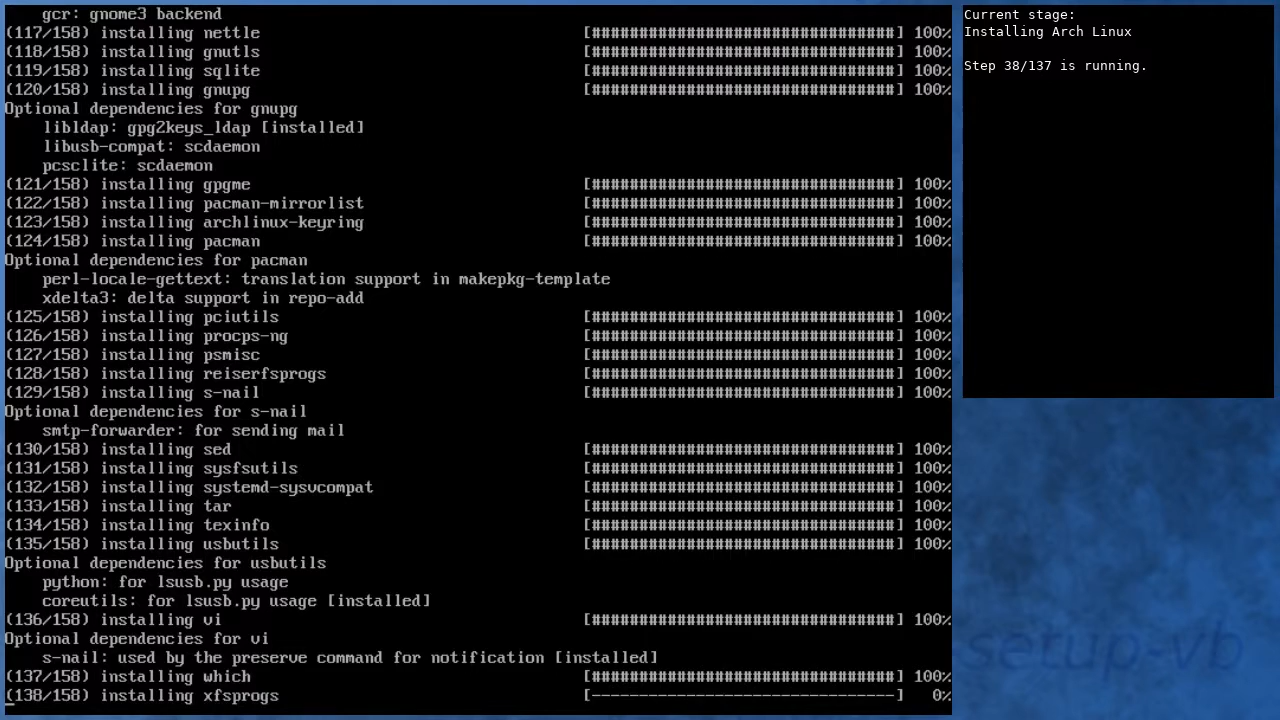 gcr: gnome3 backend
(117/158) installing nettle [################################] 100%
(118/158) installing gnutls [################################] 100%
(119/158) installing sqlite [################################] 100%
(120/158) installing gnupg [################################] 100%
Optional dependencies for gnupg
    libldap: gpg2keys_ldap [installed]
    libusb-compat: scdaemon
    pcsclite: scdaemon
(121/158) installing gpgme [################################] 100%
(122/158) installing pacman-mirrorlist [################################] 100%
(123/158) installing archlinux-keyring [################################] 100%
(124/158) installing pacman [################################] 100%
Optional dependencies for pacman
    perl-locale-gettext: translation support in makepkg-template
    xdelta3: delta support in repo-add
(125/158) installing pciutils [################################] 100%
(126/158) installing procps-ng [################################] 100%
(127/158) installing psmisc [################################] 100%
(128/158) installing reiserfsprogs [################################] 100%
(129/158) installing s-nail [################################] 100%
Optional dependencies for s-nail
    smtp-forwarder: for sending mail
(130/158) installing sed [################################] 100%
(131/158) installing sysfsutils [################################] 100%
(132/158) installing systemd-sysvcompat [################################] 100%
(133/158) installing tar [################################] 100%
(134/158) installing texinfo [################################] 100%
(135/158) installing usbutils [################################] 100%
Optional dependencies for usbutils
    python: for lsusb.py usage
    coreutils: for lsusb.py usage [installed]
(136/158) installing vi [################################] 100%
Optional dependencies for vi
    s-nail: used by the preserve command for notification [installed]
(137/158) installing which [################################] 100%
(138/158) installing xfsprogs [--------------------------------] 0%
Current stage:
Installing Arch Linux
Step 38/137 is running.
setup-vb